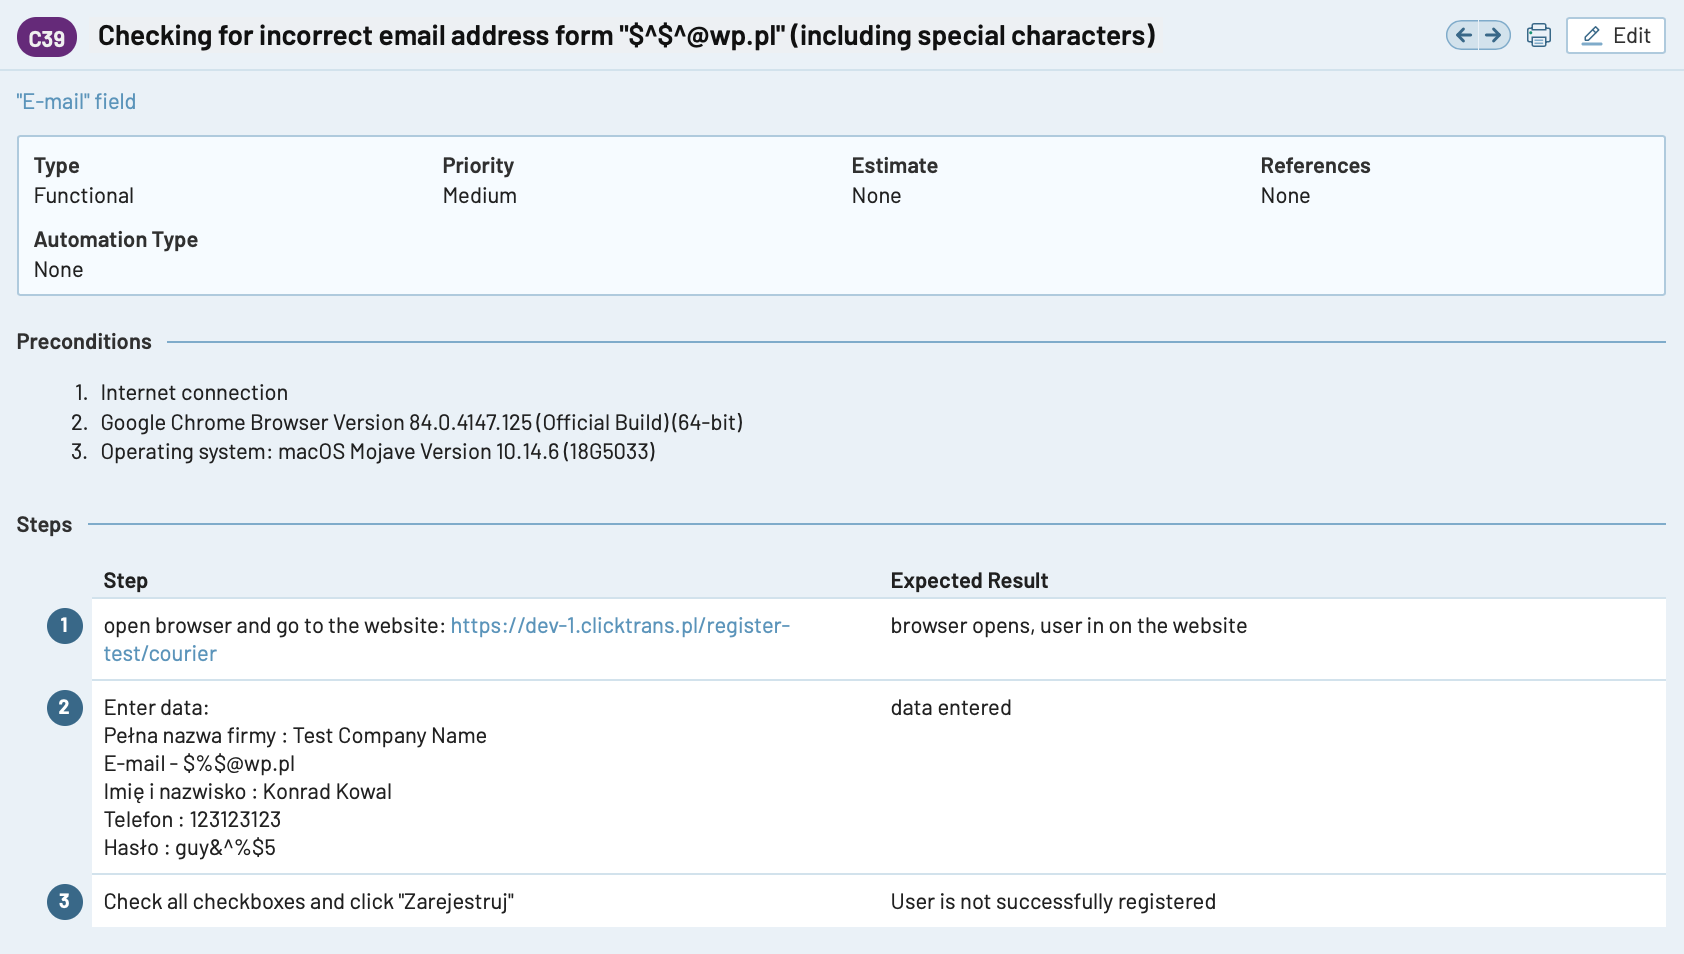 C39 Checking for incorrect email address form "$^$^@wp.pl" (including special characters) Edit
"E-mail" field
Type Priority Estimate References
Functional Medium None None
Automation Type
None
Preconditions
1. Internet connection
2. Google Chrome Browser Version 84.0.4147.125 (Official Build) (64-bit)
3. Operating system: macOS Mojave Version 10.14.6 (18G5033)
Steps
Step Expected Result
1 open browser and go to the website: https://dev-1.clicktrans.pl/register- browser opens, user in on the website
test/courier
2 Enter data: data entered
Pełna nazwa firmy : Test Company Name
E-mail - $%$@wp.pl
Imię i nazwisko : Konrad Kowal
Telefon : 123123123
Hasło : guy&^%$5
3 Check all checkboxes and click "Zarejestruj" User is not successfully registered